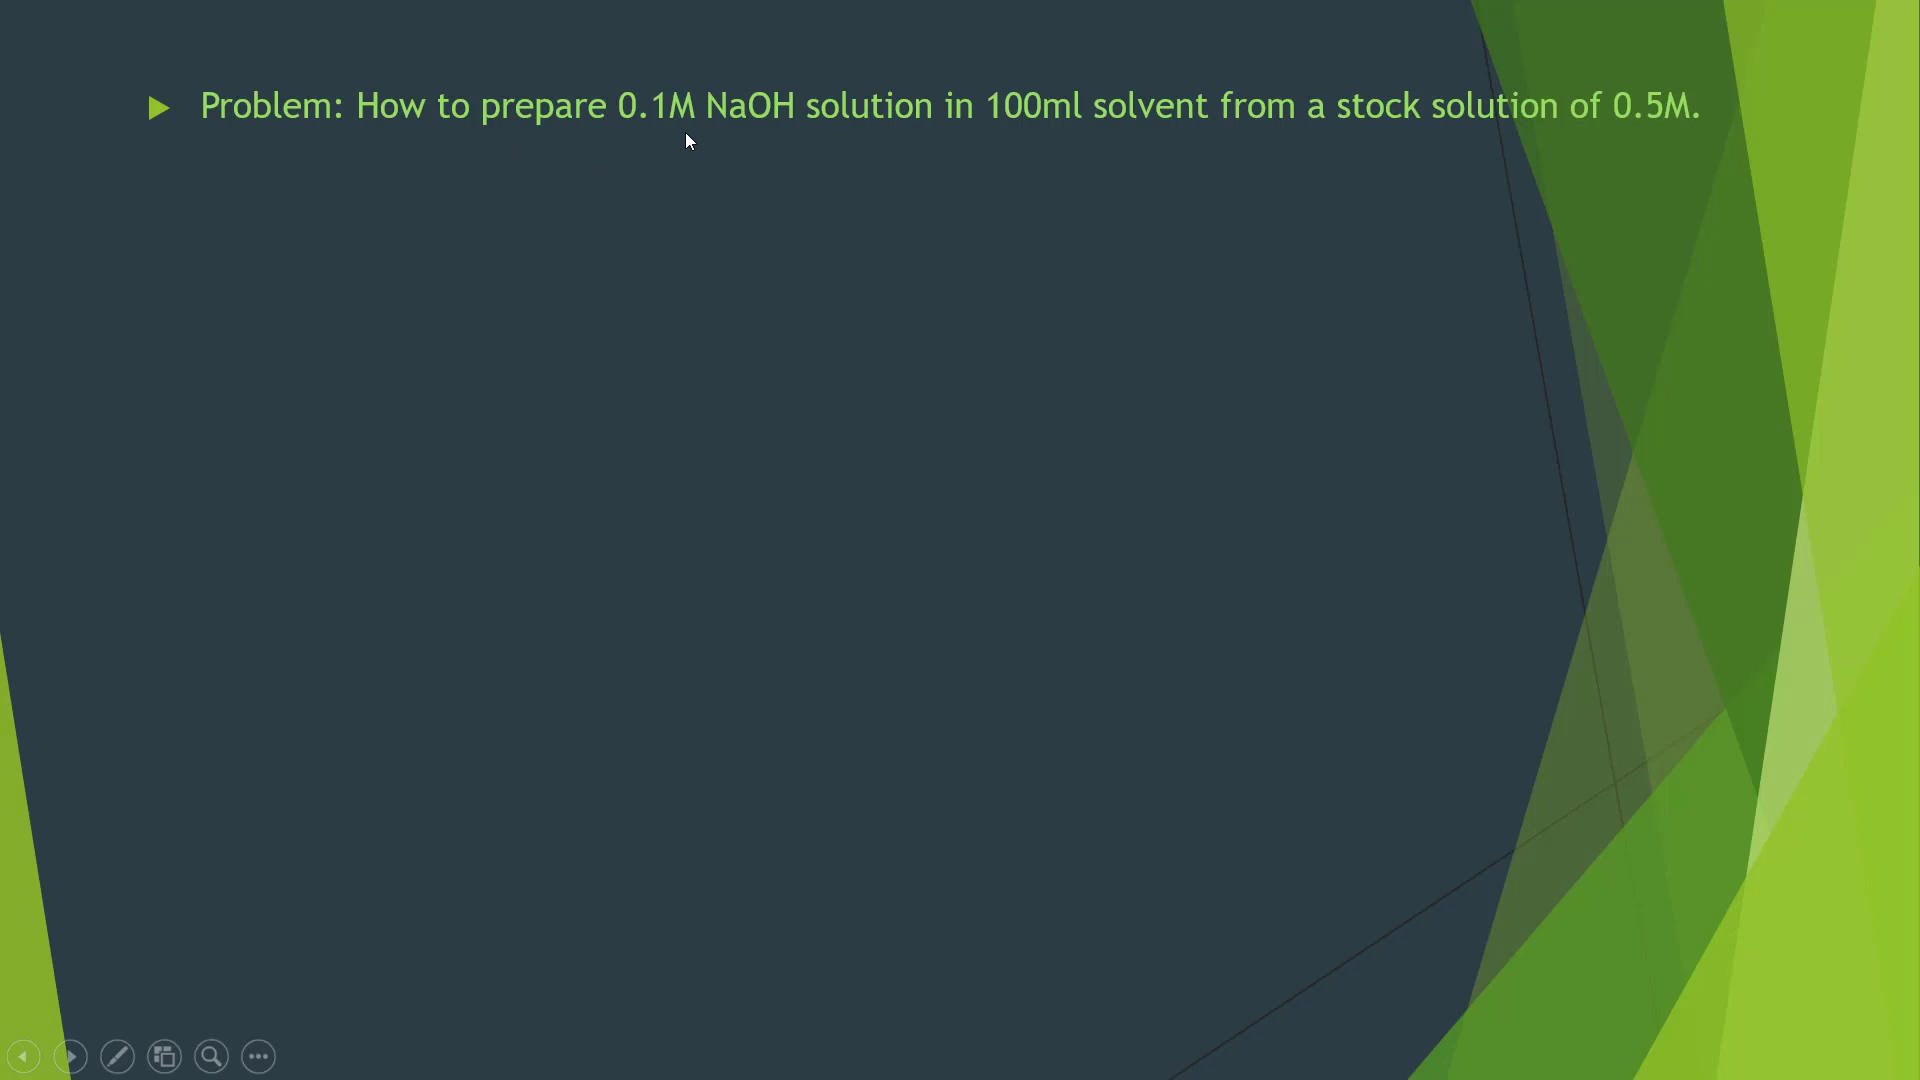 Problem: How to prepare 0.1M NaOH solution in 100ml solvent from a stock solution of 0.5M.